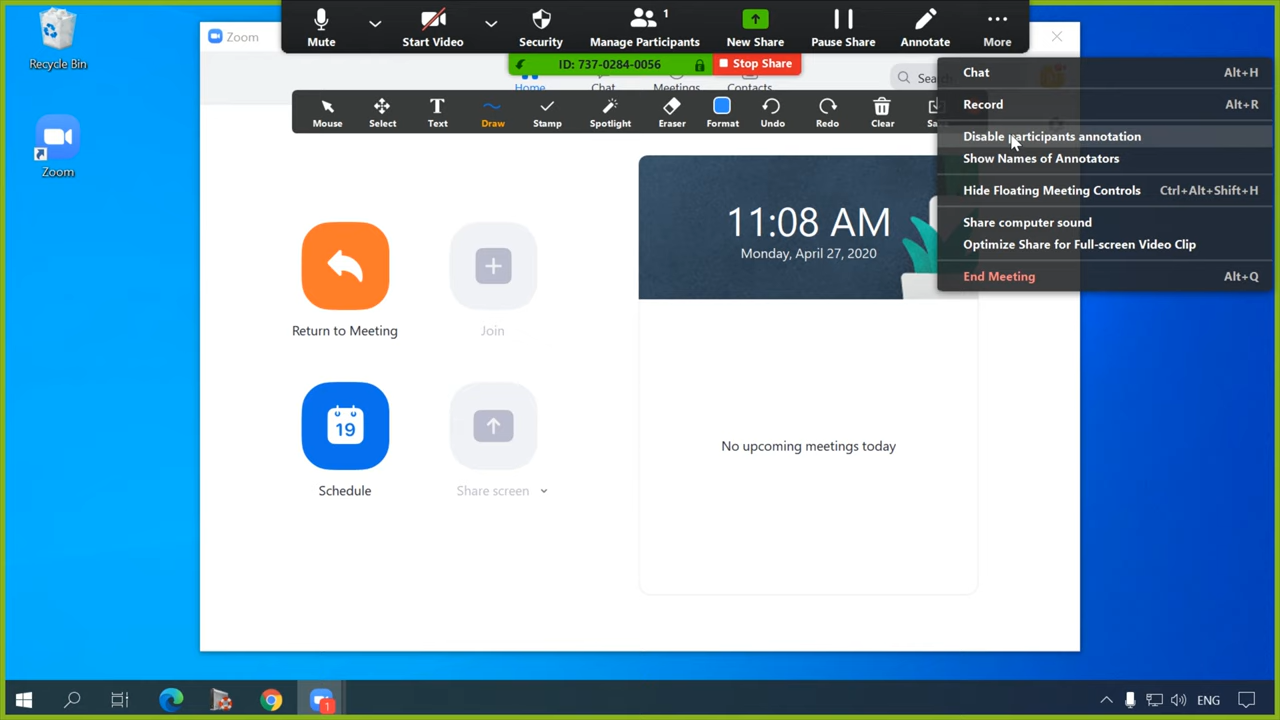 Recycle Bin
Zoom
Zoom
Mute
Start Video
Security
1
Manage Participants
New Share
Pause Share
Annotate
More
ID: 737-0284-0056
Stop Share
Home
Chat
Meetings
Contacts
Mouse
Select
Text
Draw
Stamp
Spotlight
Eraser
Format
Undo
Redo
Clear
Chat Alt+H
Record Alt+R
Disable participants annotation
Show Names of Annotators
Hide Floating Meeting Controls Ctrl+Alt+Shift+H
Share computer sound
Optimize Share for Full-screen Video Clip
End Meeting Alt+Q
11:08 AM
Monday, April 27, 2020
Return to Meeting
Join
19
Schedule
Share screen
No upcoming meetings today
1
ENG